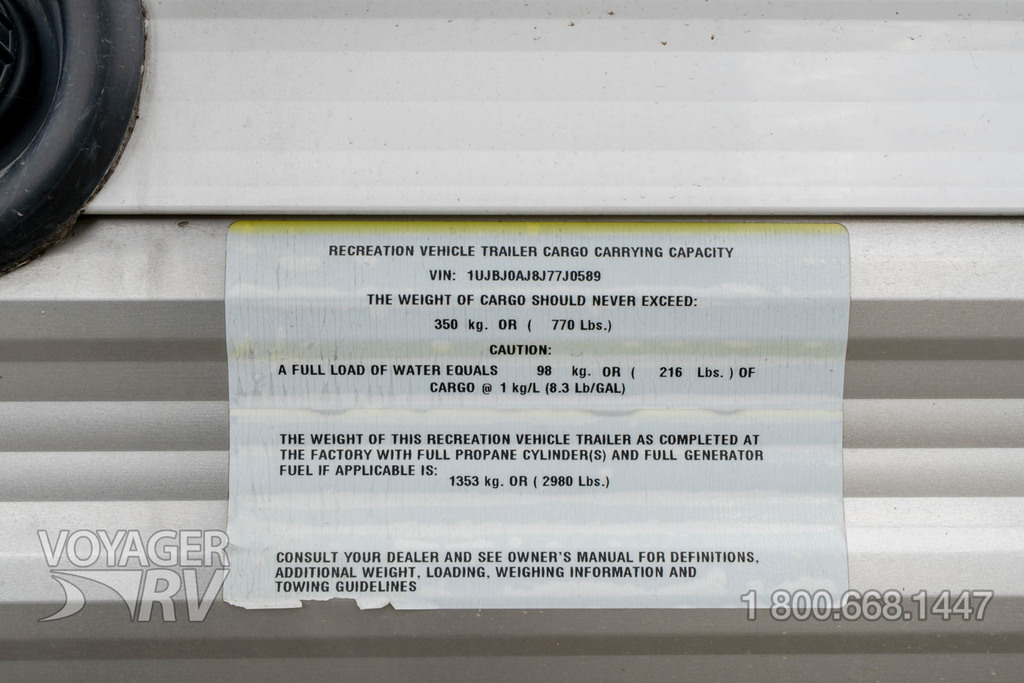 RECREATION VEHICLE TRAILER CARGO CARRYING CAPACITY
VIN: 1UJBJ0AJ8J77J0589
THE WEIGHT OF CARGO SHOULD NEVER EXCEED:
350 kg. OR ( 770 Lbs.)
CAUTION:
A FULL LOAD OF WATER EQUALS 98 kg. OR ( 216 Lbs. ) OF
CARGO @ 1 kg/L (8.3 Lb/GAL)
THE WEIGHT OF THIS RECREATION VEHICLE TRAILER AS COMPLETED AT
THE FACTORY WITH FULL PROPANE CYLINDER(S) AND FULL GENERATOR
FUEL IF APPLICABLE IS:
1353 kg. OR ( 2980 Lbs.)
CONSULT YOUR DEALER AND SEE OWNER'S MANUAL FOR DEFINITIONS,
ADDITIONAL WEIGHT, LOADING, WEIGHING INFORMATION AND
TOWING GUIDELINES
VOYAGER
RV
1 800.668.1447